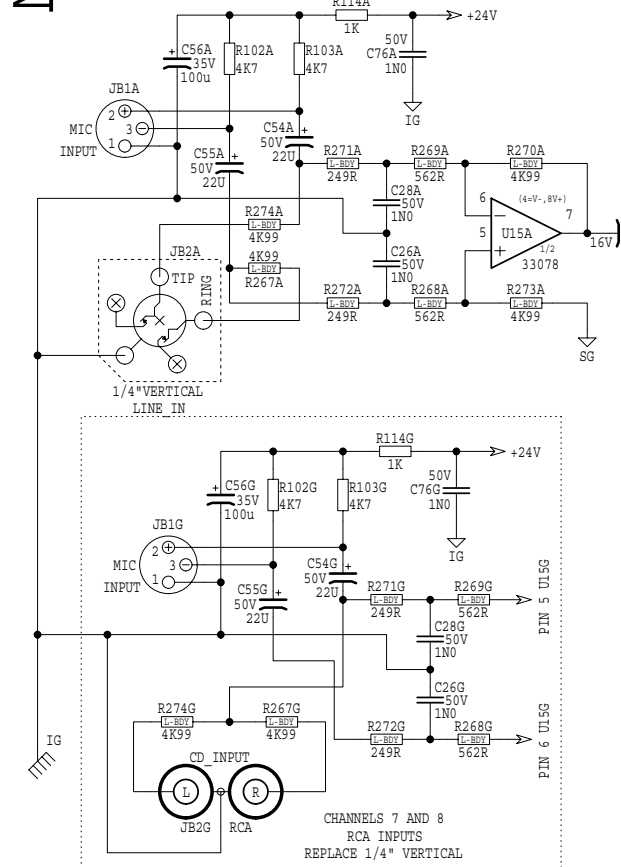 R114A
1K
+24V
50V
C76A
1N0
IG
C56A
+
35V
100u
R102A
4K7
R103A
4K7
JB1A
2
3
1
MIC
INPUT
C54A
+
50V
22U
C55A
+
50V
22U
R271A
L-BDY
249R
R269A
L-BDY
562R
R270A
L-BDY
4K99
C28A
50V
1N0
C26A
50V
1N0
6
5
7
(4=V-,8V+)
U15A
1/2
33078
16V
R274A
L-BDY
4K99
4K99
L-BDY
R267A
JB2A
TIP
RING
R272A
L-BDY
249R
R268A
L-BDY
562R
R273A
L-BDY
4K99
SG
1/4"VERTICAL
LINE_IN
R114G
1K
+24V
50V
C76G
1N0
IG
C56G
+
35V
100u
R102G
4K7
R103G
4K7
JB1G
2
3
1
MIC
INPUT
C54G
+
50V
22U
C55G
+
50V
22U
R271G
L-BDY
249R
R269G
L-BDY
562R
PIN 5 U15G
C28G
50V
1N0
C26G
50V
1N0
R272G
L-BDY
249R
R268G
L-BDY
562R
PIN 6 U15G
R274G
L-BDY
4K99
R267G
L-BDY
4K99
CD_INPUT
L
R
JB2G
RCA
IG
CHANNELS 7 AND 8
RCA INPUTS
REPLACE 1/4" VERTICAL